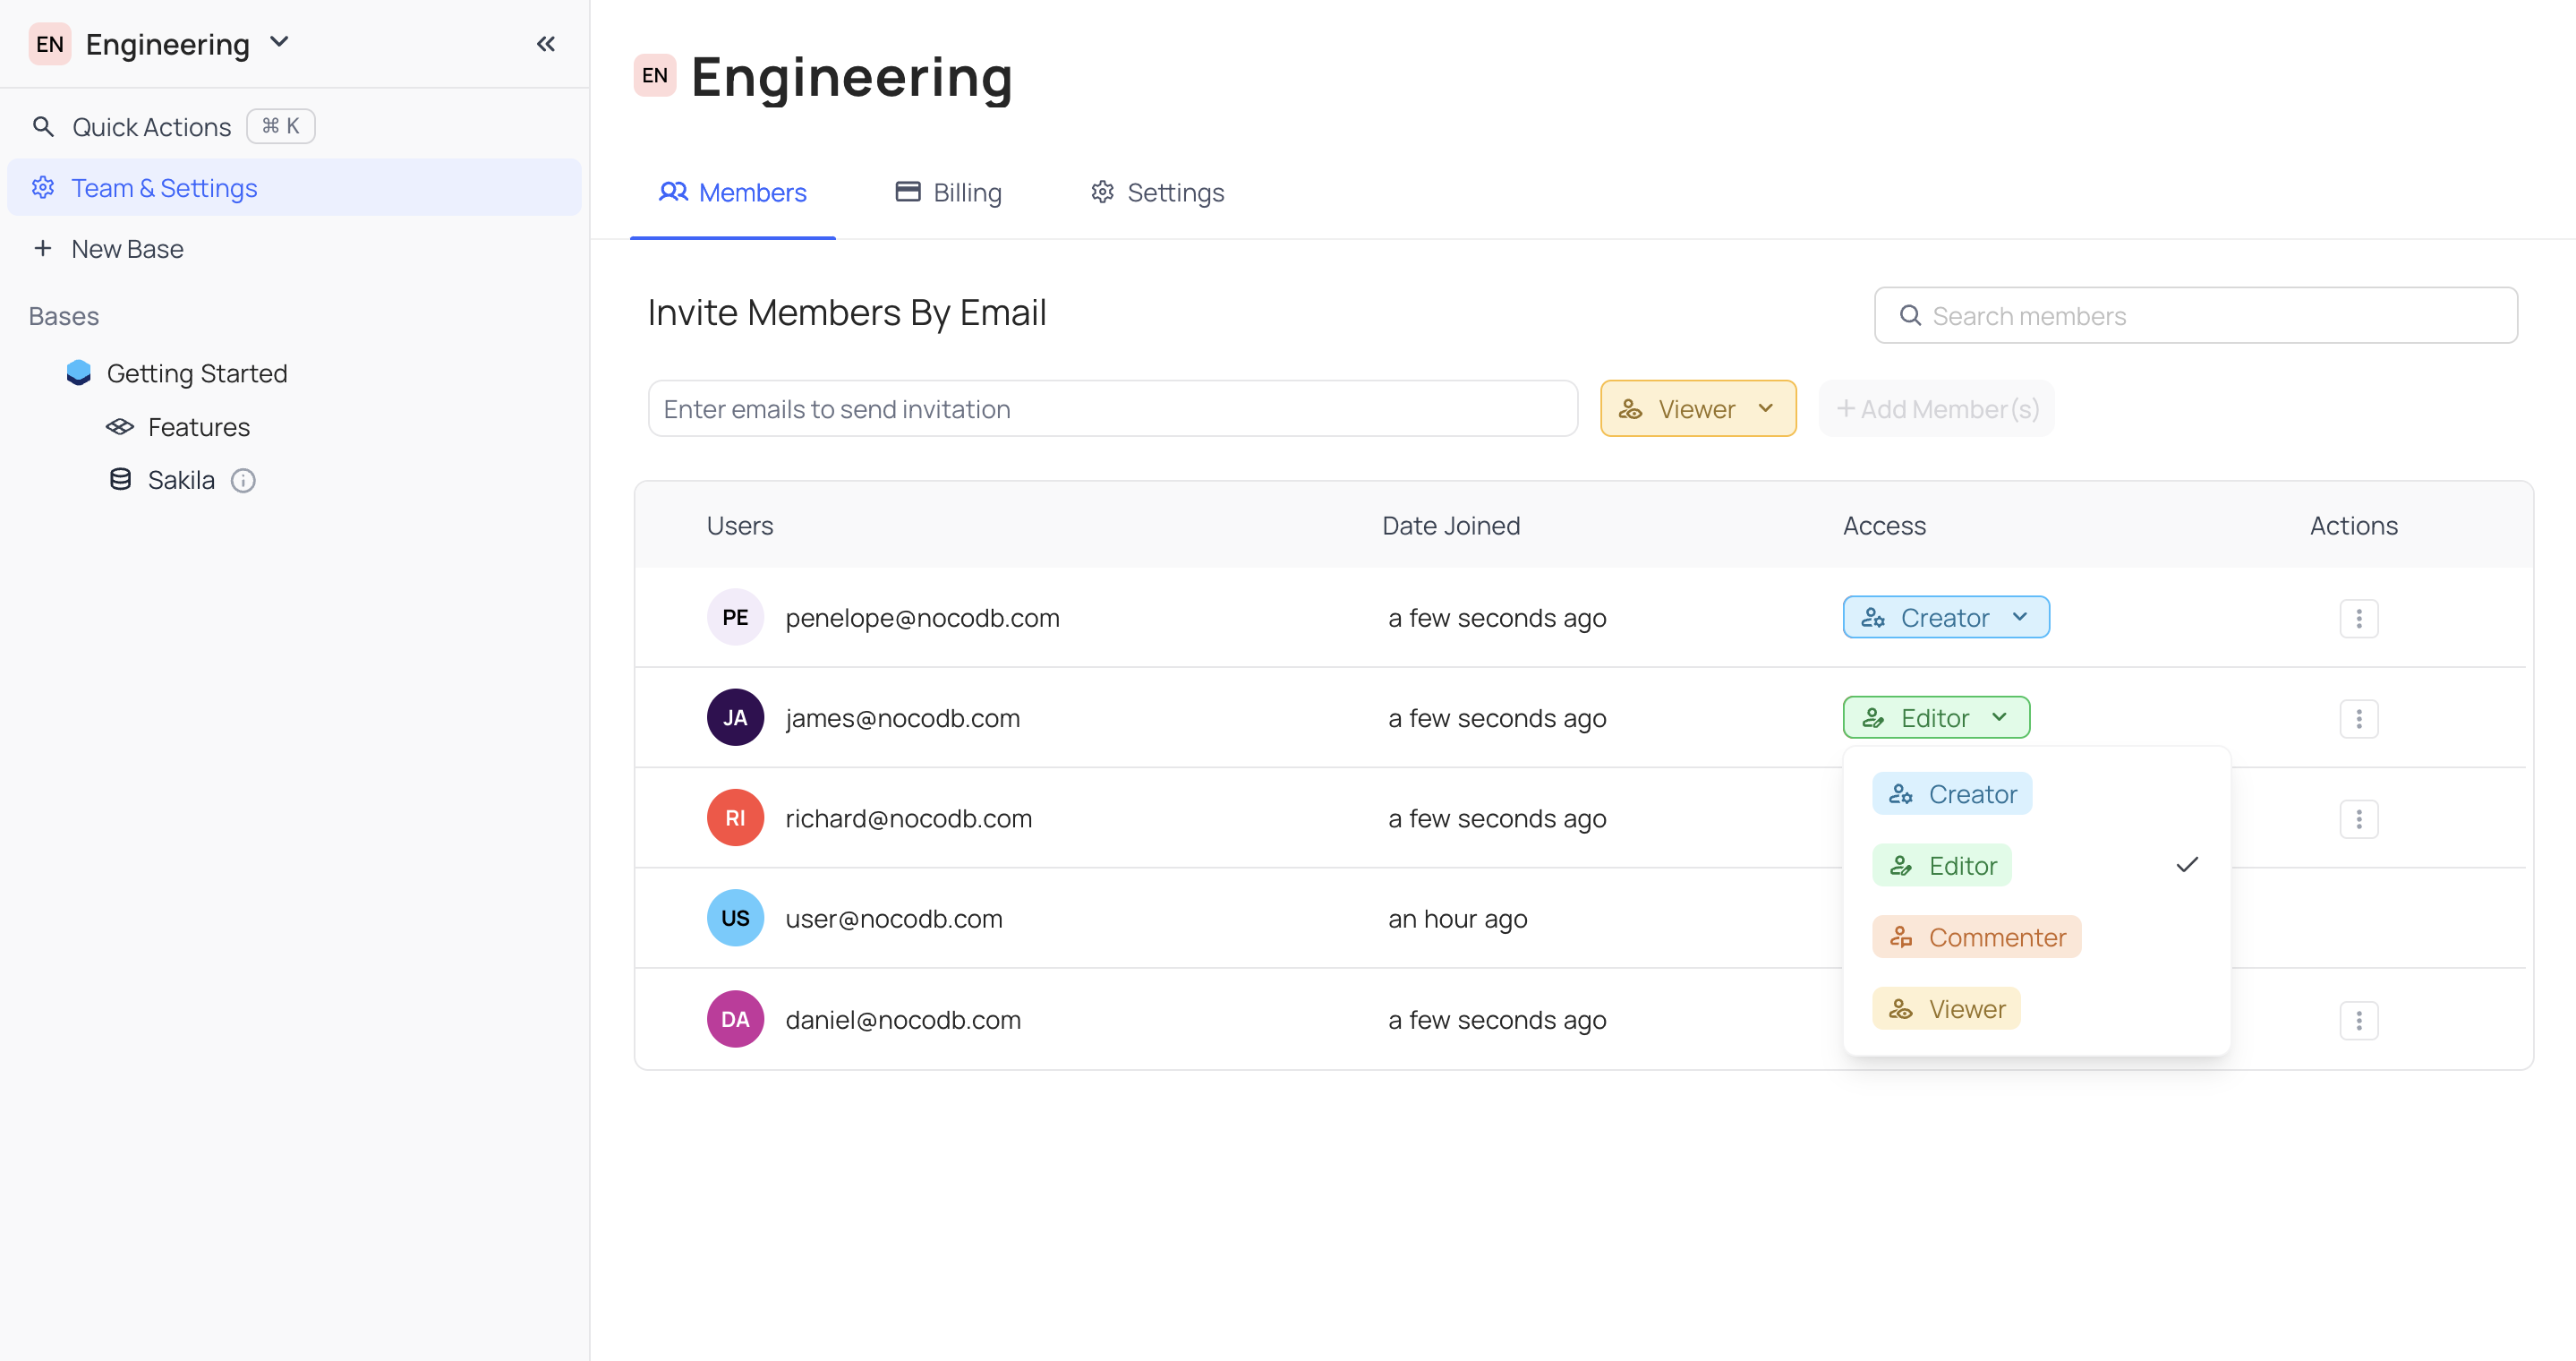 EN Engineering
Quick Actions ⌘ K
Team & Settings
New Base
Bases
Getting Started
Features
Sakila
EN Engineering
Members Billing Settings
Invite Members By Email
Search members
Enter emails to send invitation Viewer + Add Member(s)
Users Date Joined Access Actions
PE penelope@nocodb.com a few seconds ago Creator
JA james@nocodb.com a few seconds ago Editor
Creator
RI richard@nocodb.com a few seconds ago
Editor
US user@nocodb.com an hour ago
Commenter
Viewer
DA daniel@nocodb.com a few seconds ago